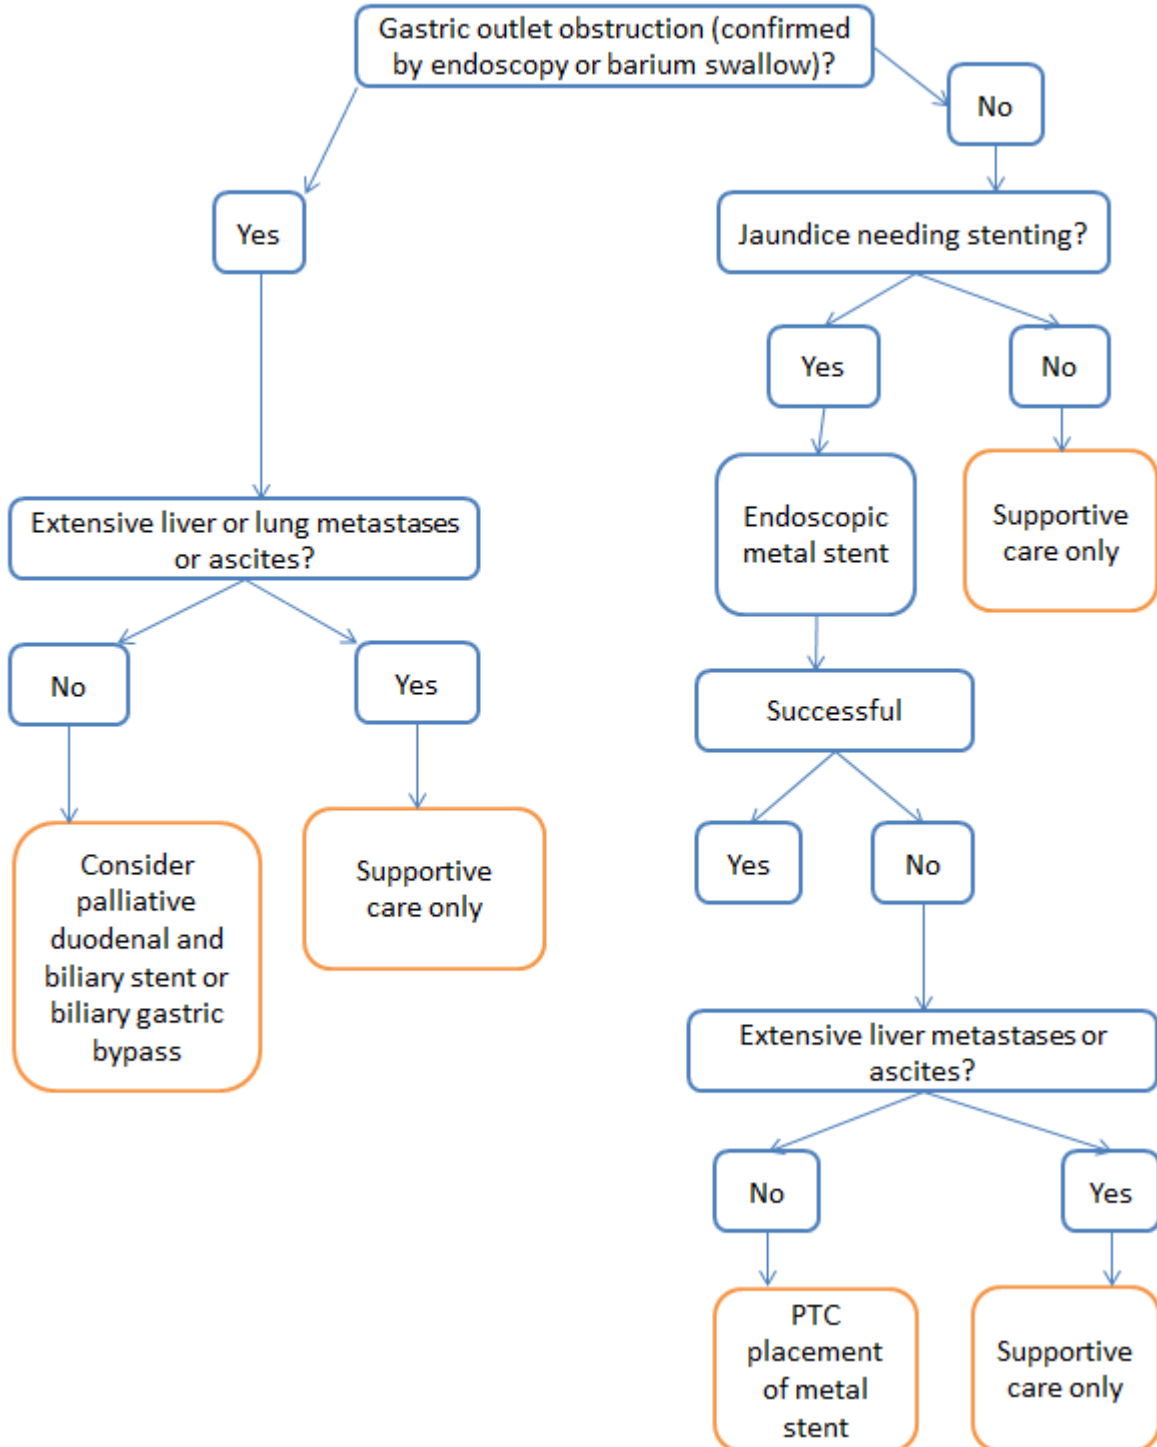 Gastric outlet obstruction (confirmed
by endoscopy or barium swallow)?
No
Yes
Jaundice needing stenting?
Yes
No
Endoscopic
metal stent
Supportive
care only
Extensive liver or lung metastases
or ascites?
No
Yes
Successful
Consider
palliative
duodenal and
biliary stent or
biliary gastric
bypass
Supportive
care only
Yes
No
Extensive liver metastases or
ascites?
No
Yes
PTC
placement
of metal
stent
Supportive
care only